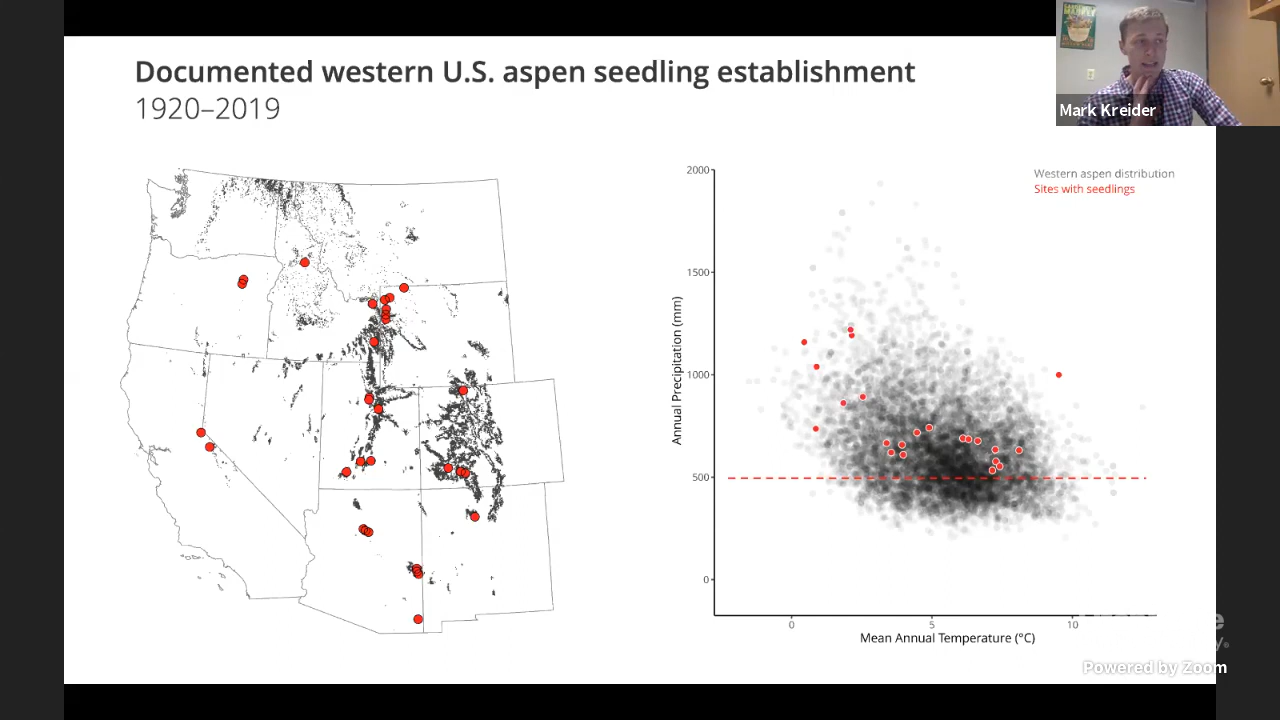 Documented western U.S. aspen seedling establishment
1920–2019
Mark Kreider
Western aspen distribution
Sites with seedlings
2000
1500
1000
500
0
Annual Precipitation (mm)
0
5
10
Mean Annual Temperature (°C)
Powered by Zoom